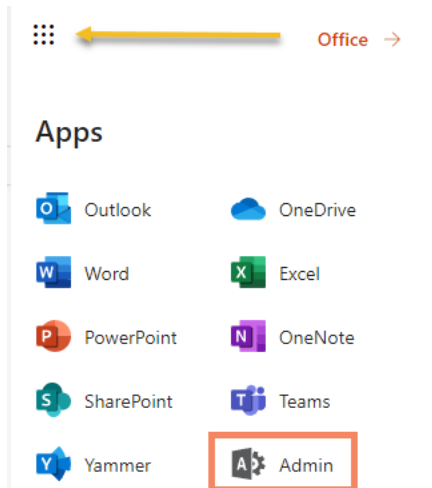 Office →
Apps
Outlook
OneDrive
Word
Excel
PowerPoint
OneNote
SharePoint
Teams
Yammer
Admin